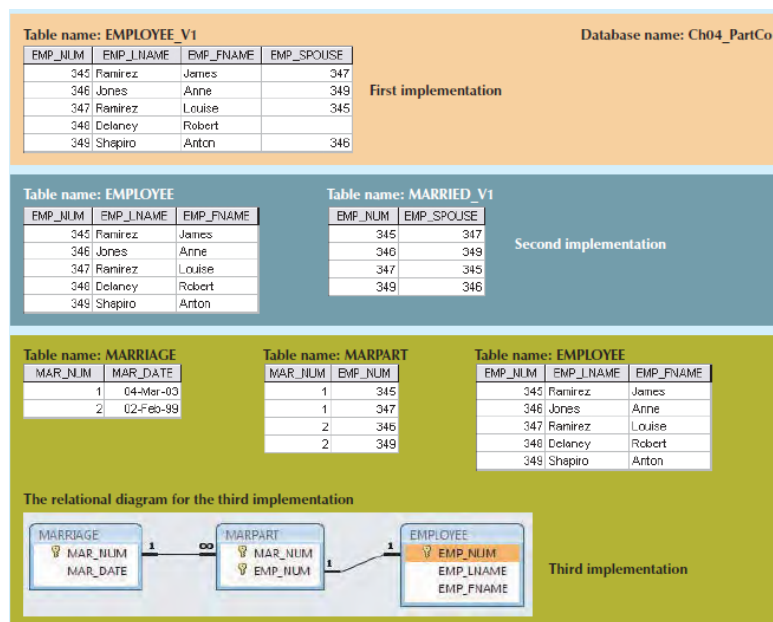 Table name: EMPLOYEE_V1
Database name: Ch04_PartCo
EMP_NUM EMP_LNAME EMP_FNAME EMP_SPOUSE
345 Ramirez James 347
346 Jones Anne 349
347 Ramirez Louise 345
348 Delaney Robert
349 Shapiro Anton 346
First implementation
Table name: EMPLOYEE
EMP_NUM EMP_LNAME EMP_FNAME
345 Ramirez James
346 Jones Anne
347 Ramirez Louise
348 Delaney Robert
349 Shapiro Anton
Table name: MARRIED_V1
EMP_NUM EMP_SPOUSE
345 347
346 349
347 345
349 346
Second implementation
Table name: MARRIAGE
MAR_NUM MAR_DATE
1 04-Mar-03
2 02-Feb-99
Table name: MARPART
MAR_NUM EMP_NUM
1 345
1 347
2 346
2 349
Table name: EMPLOYEE
EMP_NUM EMP_LNAME EMP_FNAME
345 Ramirez James
346 Jones Anne
347 Ramirez Louise
348 Delaney Robert
349 Shapiro Anton
The relational diagram for the third implementation
MARRIAGE
MAR_NUM
MAR_DATE
1 ∞
MARPART
MAR_NUM
EMP_NUM
1 1
EMPLOYEE
EMP_NUM
EMP_LNAME
EMP_FNAME
Third implementation